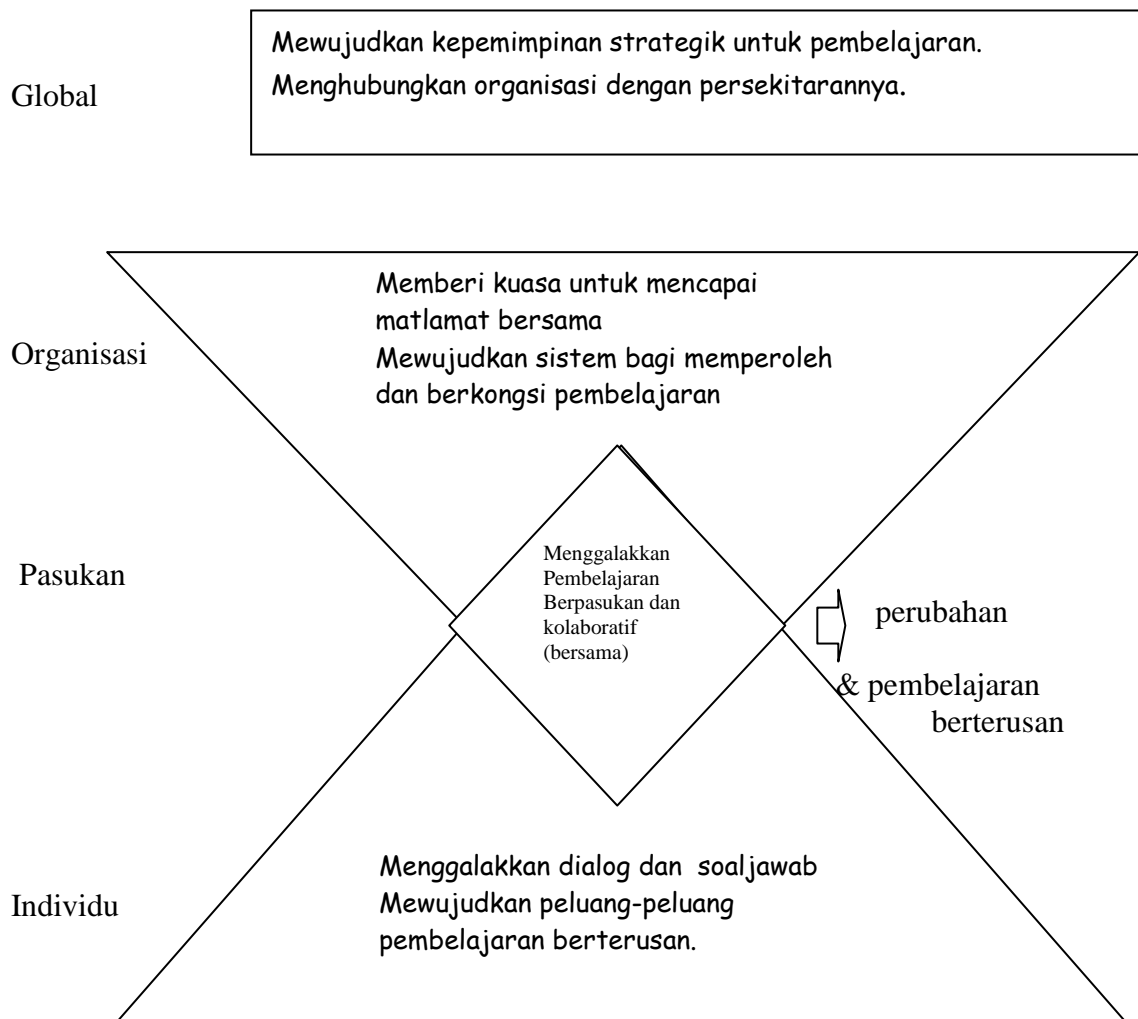 Mewujudkan kepemimpinan strategik untuk pembelajaran.
Menghubungkan organisasi dengan persekitarannya.
Global
Memberi kuasa untuk mencapai
matlamat bersama
Mewujudkan sistem bagi memperoleh
dan berkongsi pembelajaran
Organisasi
Pasukan
Menggalakkan
Pembelajaran
Berpasukan dan
kolaboratif
(bersama)
perubahan
& pembelajaran
berterusan
Individu
Menggalakkan dialog dan soaljawab
Mewujudkan peluang-peluang
pembelajaran berterusan.